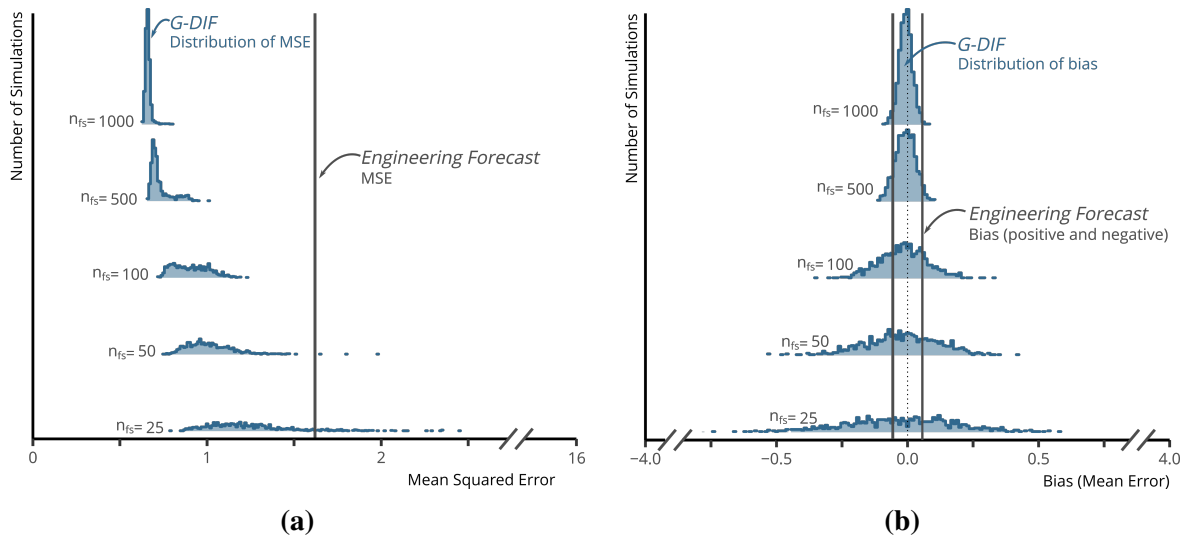 Number of Simulations
G-DIF
Distribution of MSE
nfs= 1000
Engineering Forecast
MSE
nfs= 500
nfs= 100
nfs= 50
nfs= 25
0
1
2
16
Mean Squared Error
(a)
Number of Simulations
G-DIF
Distribution of bias
nfs= 1000
nfs= 500
Engineering Forecast
Bias (positive and negative)
nfs= 100
nfs= 50
nfs= 25
−4.0
−0.5
0.0
0.5
4.0
Bias (Mean Error)
(b)